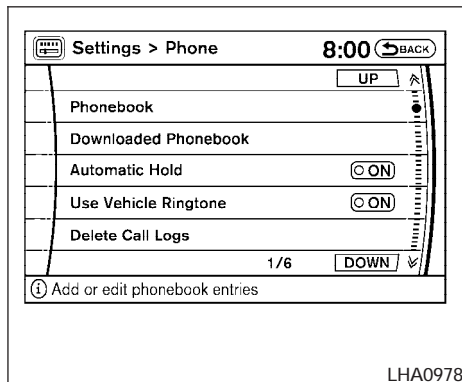 Settings > Phone 8:00 BACK
UP
Phonebook
Downloaded Phonebook
Automatic Hold ON
Use Vehicle Ringtone ON
Delete Call Logs
1/6 DOWN
i Add or edit phonebook entries
LHA0978